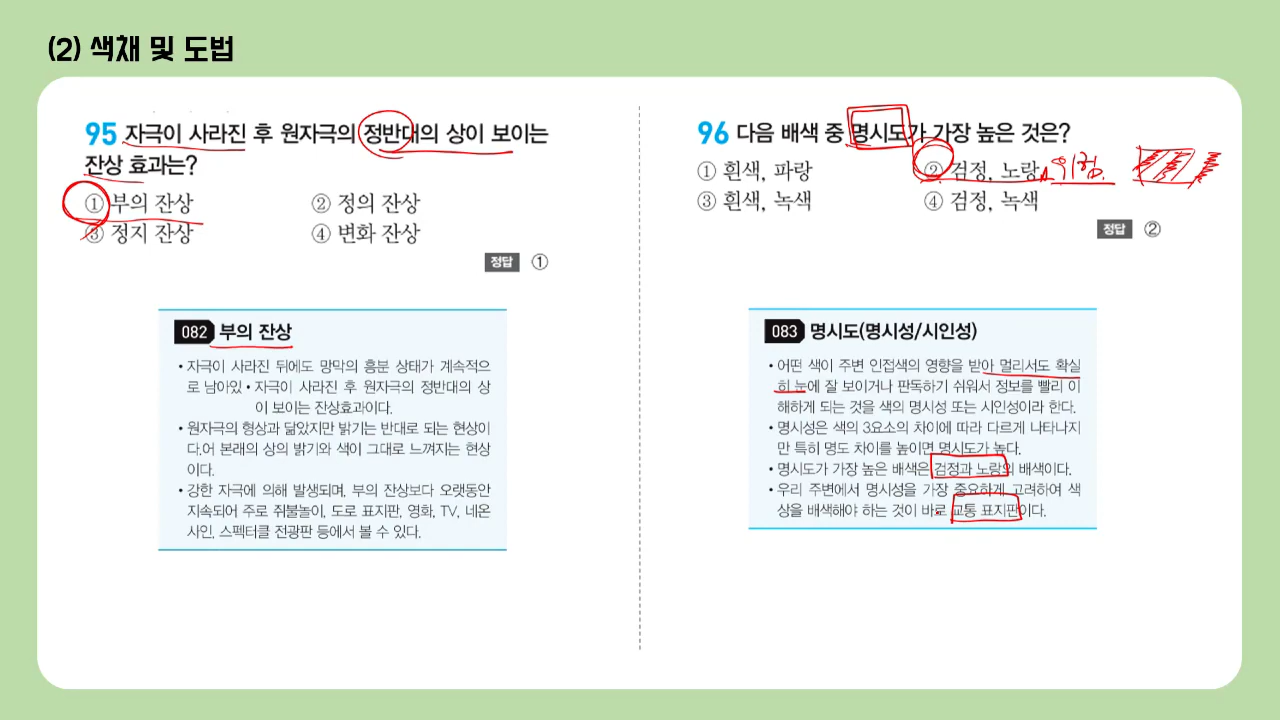 (2) 색채 및 도법
95 자극이 사라진 후 원자극의 정반대의 상이 보이는
잔상 효과는?
① 부의 잔상 ② 정의 잔상
③ 정지 잔상 ④ 변화 잔상
정답 ①
082 부의 잔상
• 자극이 사라진 뒤에도 망막의 흥분 상태가 계속적으
로 남아있 • 자극이 사라진 후 원자극의 정반대의 상
이 보이는 잔상효과이다.
• 원자극의 형상과 닮았지만 밝기는 반대로 되는 현상이
다.어 본래의 상의 밝기와 색이 그대로 느껴지는 현상
이다.
• 강한 자극에 의해 발생되며, 부의 잔상보다 오랫동안
지속되어 주로 쥐불놀이, 도로 표지판, 영화, TV, 네온
사인, 스펙터클 전광판 등에서 볼 수 있다.
96 다음 배색 중 명시도가 가장 높은 것은?
① 흰색, 파랑 ② 검정, 노랑 위험
③ 흰색, 녹색 ④ 검정, 녹색
정답 ②
083 명시도(명시성/시인성)
• 어떤 색이 주변 인접색의 영향을 받아 멀리서도 확실
히 눈에 잘 보이거나 판독하기 쉬워서 정보를 빨리 이
해하게 되는 것을 색의 명시성 또는 시인성이라 한다.
• 명시성은 색의 3요소의 차이에 따라 다르게 나타나지
만 특히 명도 차이를 높이면 명시도가 높다.
• 명시도가 가장 높은 배색은 검정과 노랑의 배색이다.
• 우리 주변에서 명시성을 가장 중요하게 고려하여 색
상을 배색해야 하는 것이 바로 교통 표지판이다.